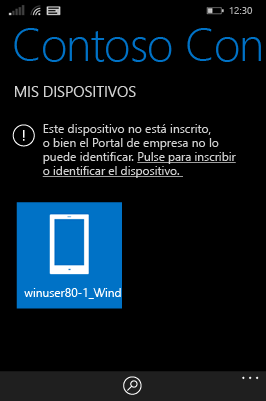 12:30
Contoso Con
MIS DISPOSITIVOS
Este dispositivo no está inscrito,
o bien el Portal de empresa no lo
puede identificar. Pulse para inscribir
o identificar el dispositivo.
winuser80-1_Wind